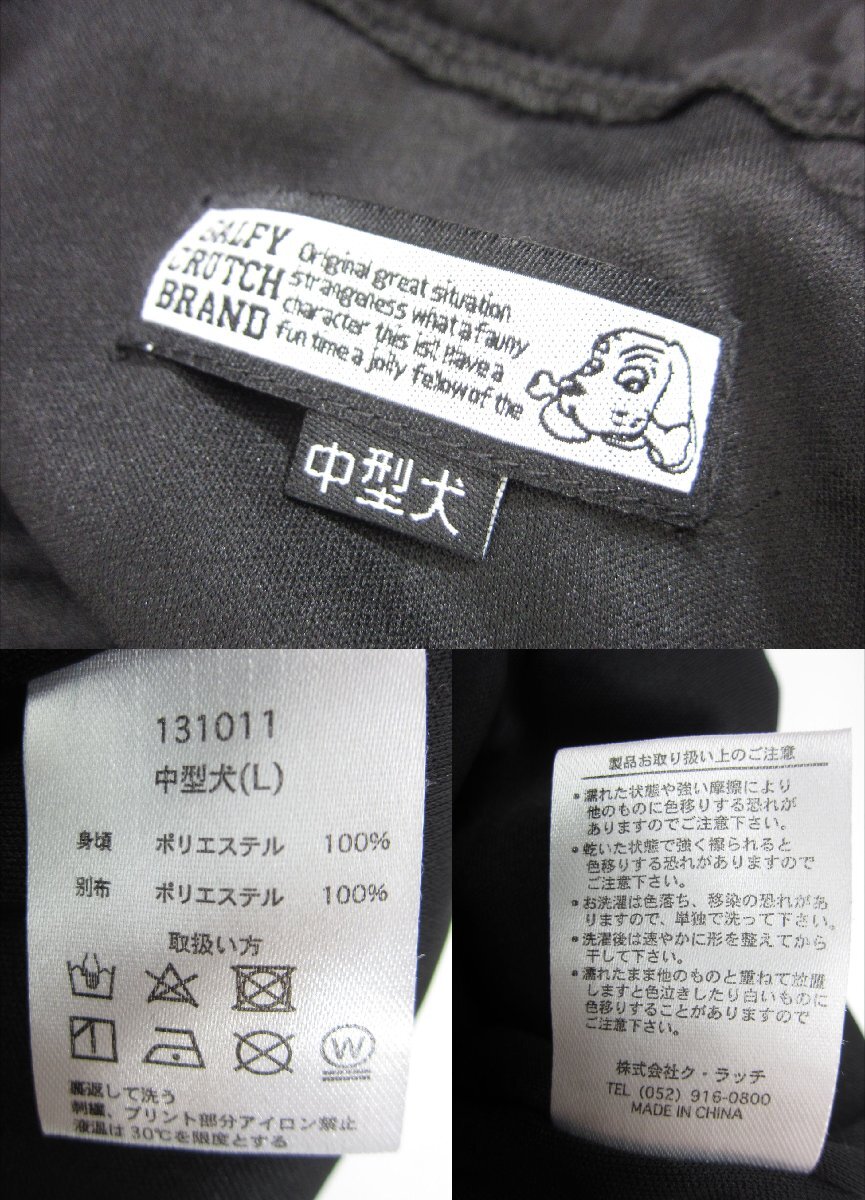 GALFY
CRUTCH
BRAND
Original great situation
strangeness what a fauny
character this is!! Have a
fun time a jolly fellow of the
中型犬
131011
中型犬(L)
身頃 ポリエステル 100%
別布 ポリエステル 100%
取扱い方
W
裏返して洗う
刺繍、プリント部分アイロン禁止
液温は30℃を限度とする
製品お取り扱い上のご注意
●濡れた状態や強い摩擦により
他のものに色移りする恐れが
ありますのでご注意下さい。
●乾いた状態で強く擦られると
色移りする恐れがありますので
ご注意下さい。
●お洗濯は色落ち、移染の恐れがあ
りますので、単独で洗って下さい。
●洗濯後は速やかに形を整えてから
干して下さい。
●濡れたまま他のものと重ねて放置
しますと色泣きしたり白いものに
色移りすることがありますので
ご注意下さい。
株式会社ク・ラッチ
TEL (052) 916-0800
MADE IN CHINA